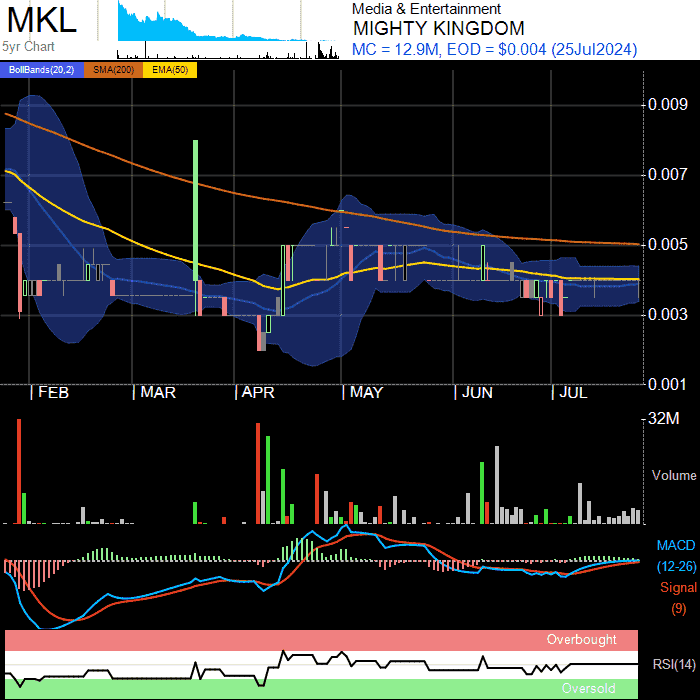 MKL
5yr Chart
Media & Entertainment
MIGHTY KINGDOM
MC = 12.9M, EOD = $0.004 (25Jul2024)
BollBands(20,2) SMA(200) EMA(50)
0.009
0.007
0.005
0.003
0.001
FEB MAR APR MAY JUN JUL
32M
Volume
MACD
(12-26)
Signal
(9)
Overbought
RSI(14)
Oversold